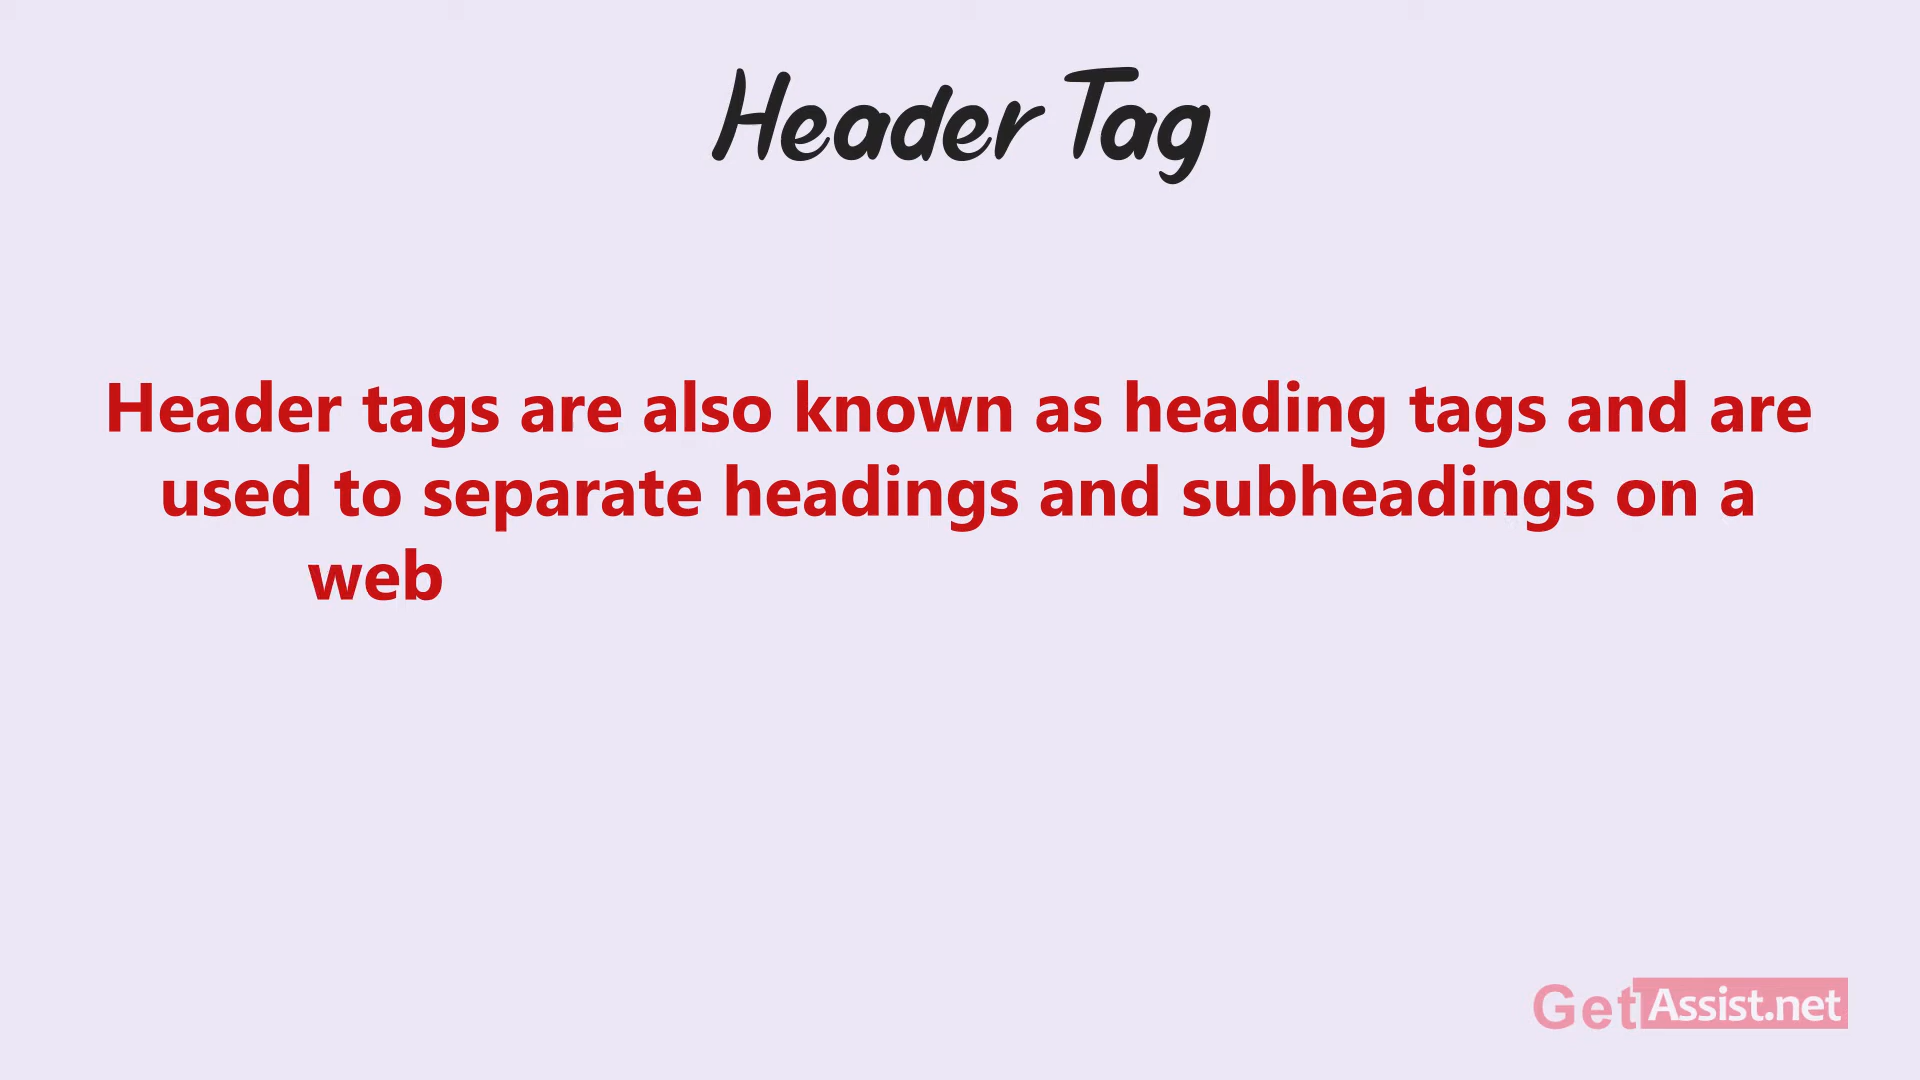 Header Tag
Header tags are also known as heading tags and are
used to separate headings and subheadings on a
web
GetAssist.net